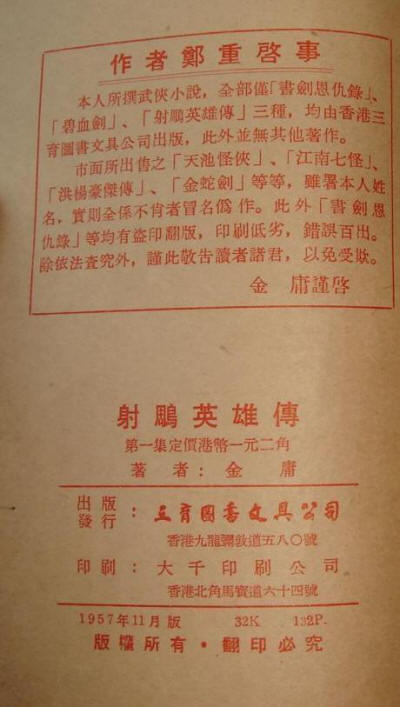 作者鄭重啓事
本人所撰武俠小說，全部僅「書劍恩仇錄」、
「碧血劍」、「射鵰英雄傳」三種，均由香港三
育圖書文具公司出版，此外並無其他著作。
市面所出售之「天池怪俠」、「江南七怪」、
「洪楊豪傑傳」、「金蛇劍」等等，雖署本人姓
名，實則全係不肖者冒名僞作。此外「書劍恩
仇錄」等均有盜印翻版，印刷低劣，錯誤百出。
除依法查究外，謹此敬告讀者諸君，以免受欺。
金　庸謹啓
射鵰英雄傳
第一集定價港幣一元二角
著　者：金　庸
出版
發行：三育圖書文具公司
香港九龍彌敦道五八〇號
印刷：大千印刷公司
香港北角馬寶道六十四號
1957年11月版　32K　132P.
版權所有・翻印必究